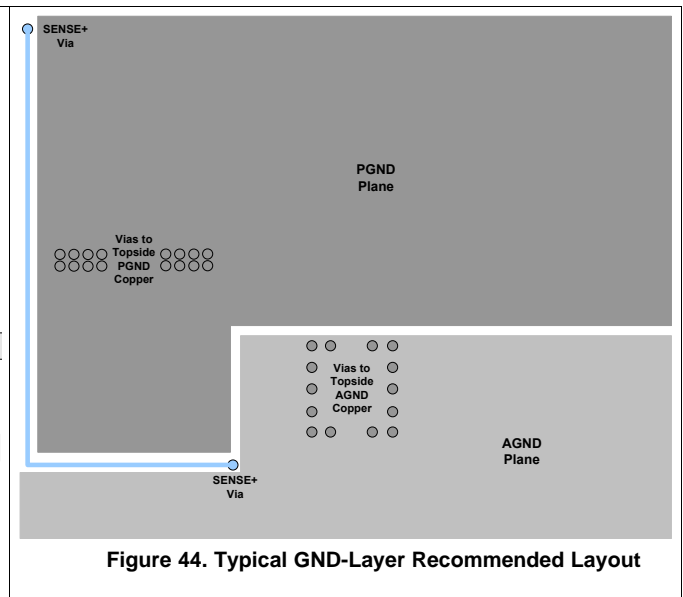 SENSE+
Via
PGND
Plane
Vias to
Topside
PGND
Copper
Vias to
Topside
AGND
Copper
AGND
Plane
SENSE+
Via
Figure 44. Typical GND-Layer Recommended Layout